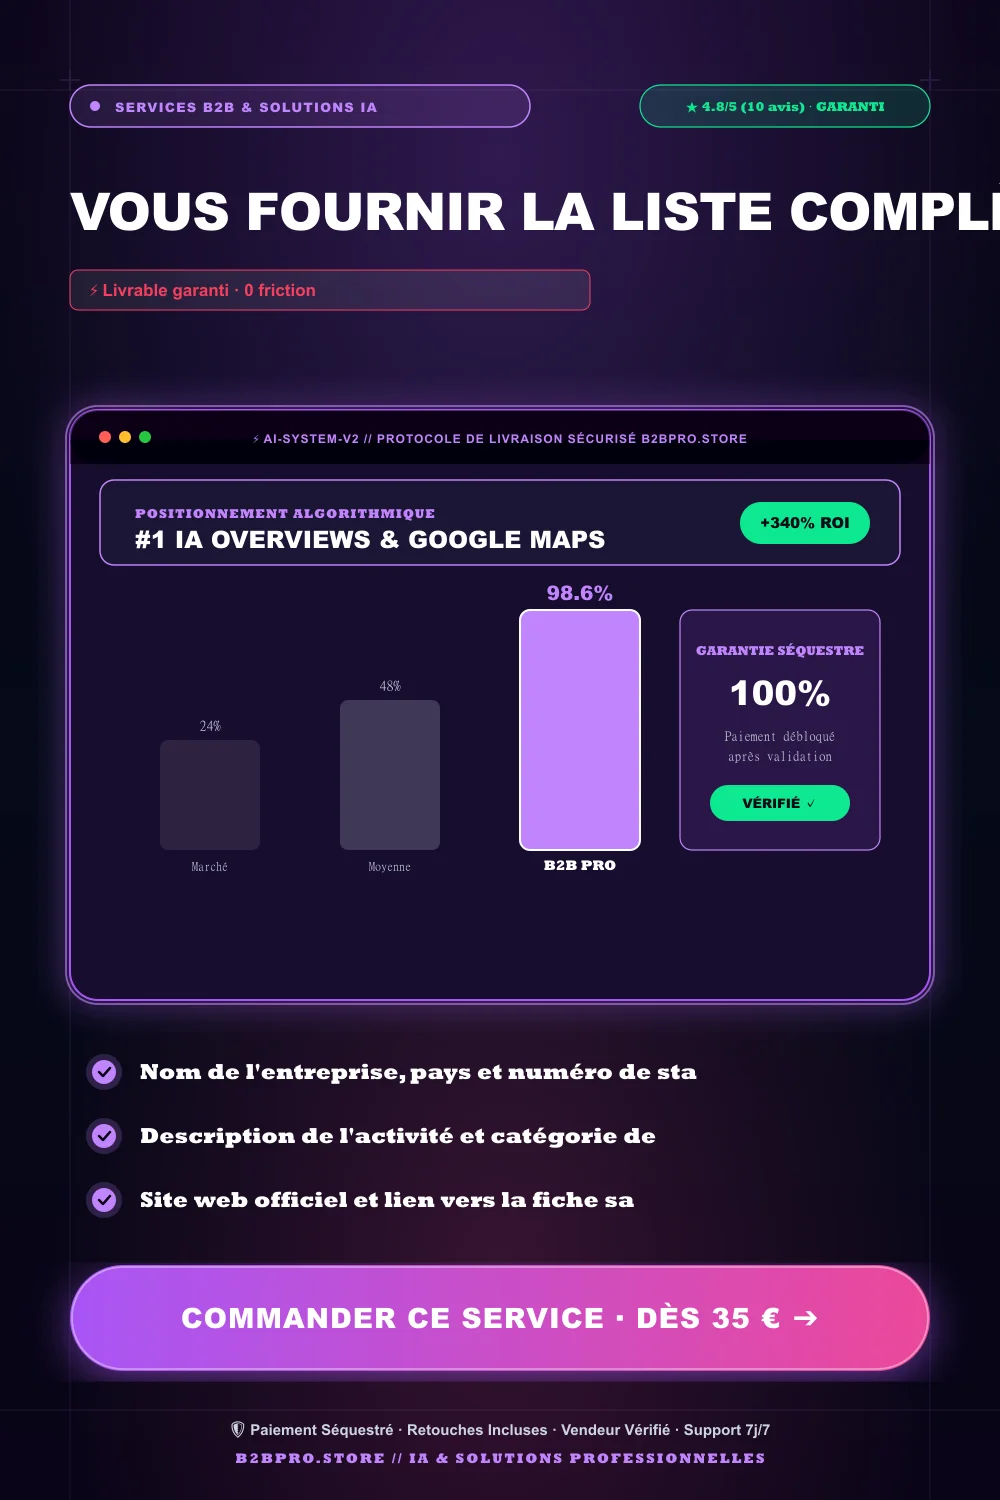 SERVICES B2B & SOLUTIONS IA
★ 4.8/5 (10 avis) · GARANTI
VOUS FOURNIR LA LISTE COMPL
⚡ Livrable garanti · 0 friction
⚡ AI-SYSTEM-V2 // PROTOCOLE DE LIVRAISON SÉCURISÉ B2BPRO.STORE
POSITIONNEMENT ALGORITHMIQUE
#1 IA OVERVIEWS & GOOGLE MAPS
+340% ROI
98.6%
48%
24%
GARANTIE SÉQUESTRE
100%
Paiement débloqué
après validation
VÉRIFIÉ ✓
Marché
Moyenne
B2B PRO
Nom de l'entreprise, pays et numéro de sta
Description de l'activité et catégorie de
Site web officiel et lien vers la fiche sa
COMMANDER CE SERVICE · DÈS 35 € ➔
🛡 Paiement Séquestré · Retouches Incluses · Vendeur Vérifié · Support 7j/7
B2BPRO.STORE // IA & SOLUTIONS PROFESSIONNELLES